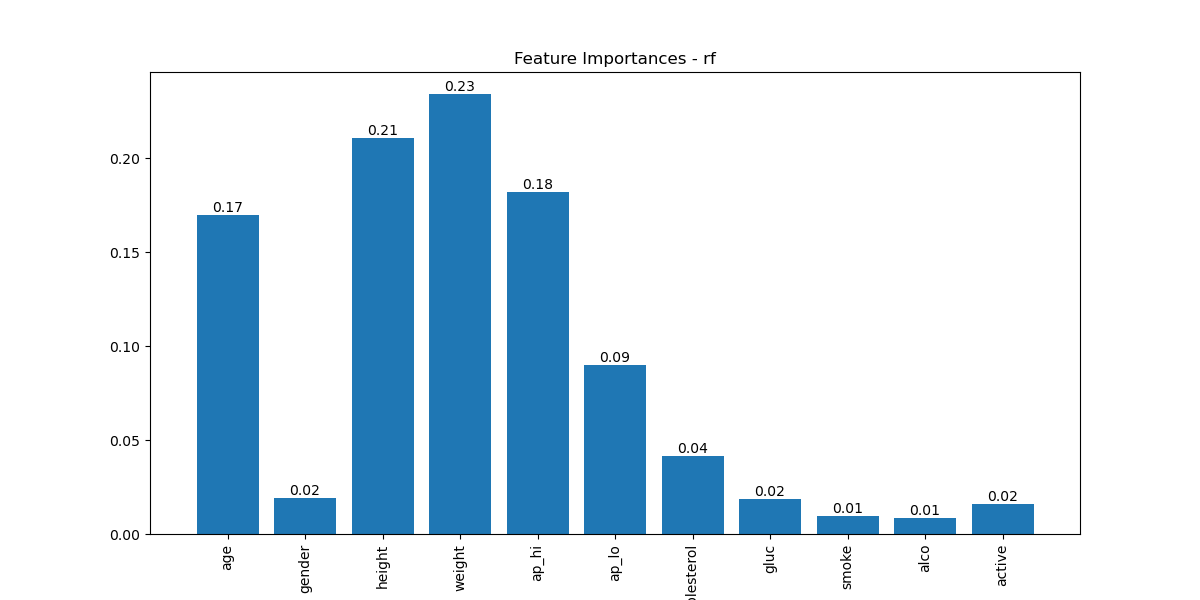 Feature Importances - rf
0.20
0.15
0.10
0.05
0.00
0.17
0.02
0.21
0.23
0.18
0.09
0.04
0.02
0.01
0.01
0.02
age
gender
height
weight
ap_hi
ap_lo
olesterol
gluc
smoke
alco
active